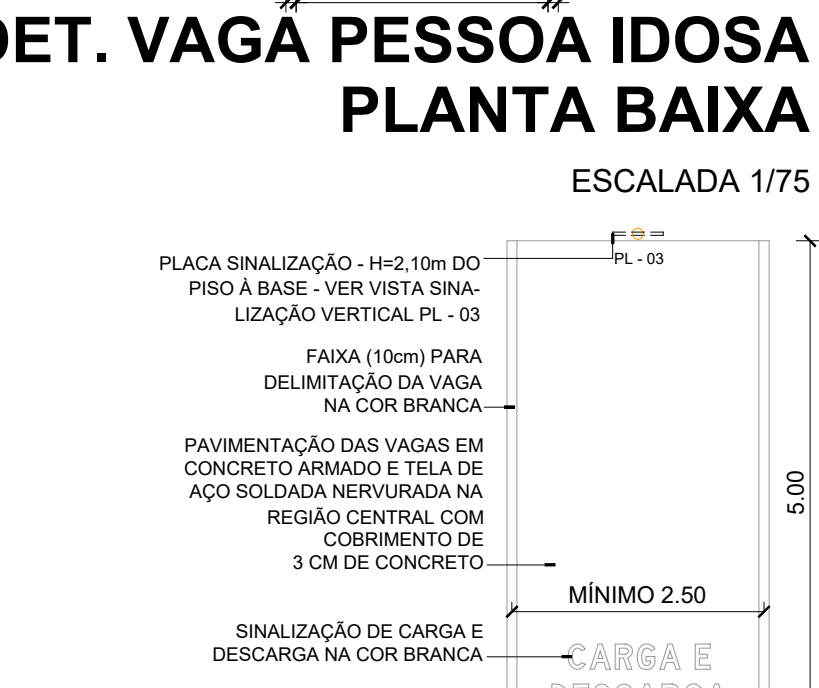 DET. VAGA PESSOA IDOSA
PLANTA BAIXA
ESCALADA 1/75
PLACA SINALIZAÇÃO - H=2,10m DO
PISO À BASE - VER VISTA SINA-
LIZAÇÃO VERTICAL PL - 03
PL - 03
FAIXA (10cm) PARA
DELIMITAÇÃO DA VAGA
NA COR BRANCA
PAVIMENTAÇÃO DAS VAGAS EM
CONCRETO ARMADO E TELA DE
AÇO SOLDADA NERVURADA NA
REGIÃO CENTRAL COM
COBRIMENTO DE
3 CM DE CONCRETO
5.00
MÍNIMO 2.50
SINALIZAÇÃO DE CARGA E
DESCARGA NA COR BRANCA
CARGA E
DESCARGA